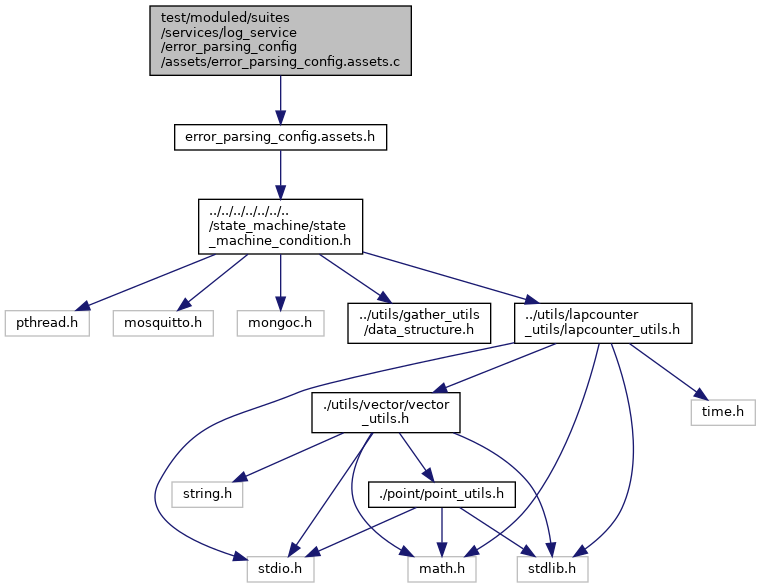 test/moduled/suites
/services/log_service
/error_parsing_config
/assets/error_parsing_config.assets.c
error_parsing_config.assets.h
../../../../../../..
/state_machine/state
_machine_condition.h
pthread.h
mosquitto.h
mongoc.h
../utils/gather_utils
/data_structure.h
../utils/lapcounter
_utils/lapcounter_utils.h
./utils/vector/vector
_utils.h
time.h
string.h
./point/point_utils.h
stdio.h
math.h
stdlib.h